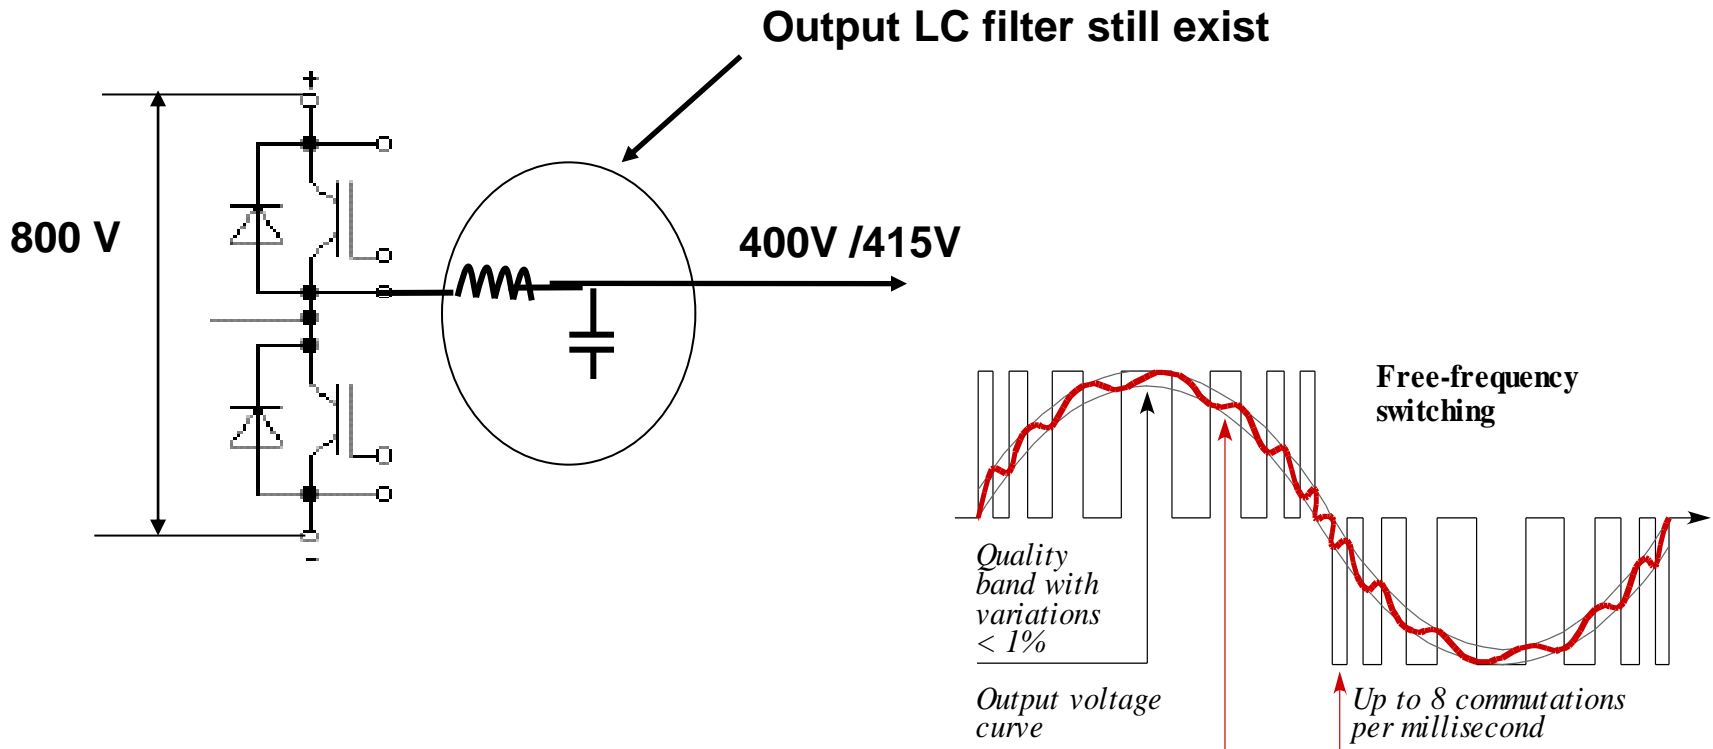 Output LC filter still exist
+
800 V
400V /415V
-
Free-frequency
switching
Quality
band with
variations
< 1%
Output voltage
curve
Up to 8 commutations
per millisecond